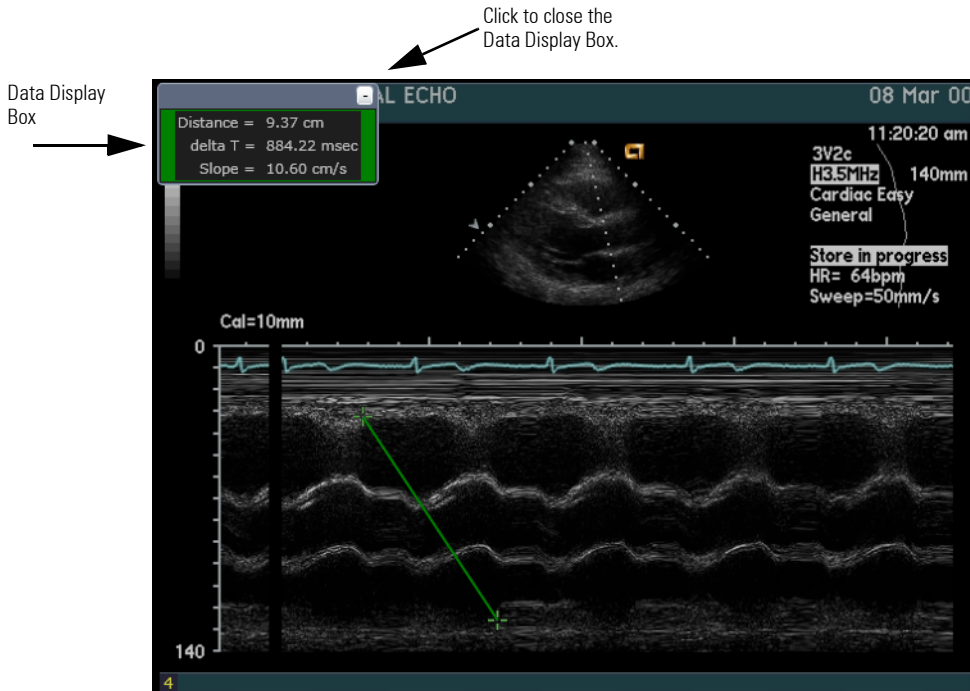 Click to close the
Data Display Box.
Data Display
Box
-
AL ECHO
08 Mar 00
Distance = 9.37 cm
delta T = 884.22 msec
Slope = 10.60 cm/s
11:20:20 am
3V2c
H3.5MHz 140mm
Cardiac Easy
General
Store in progress
HR= 64bpm
Sweep=50mm/s
Cal=10mm
0
140
4